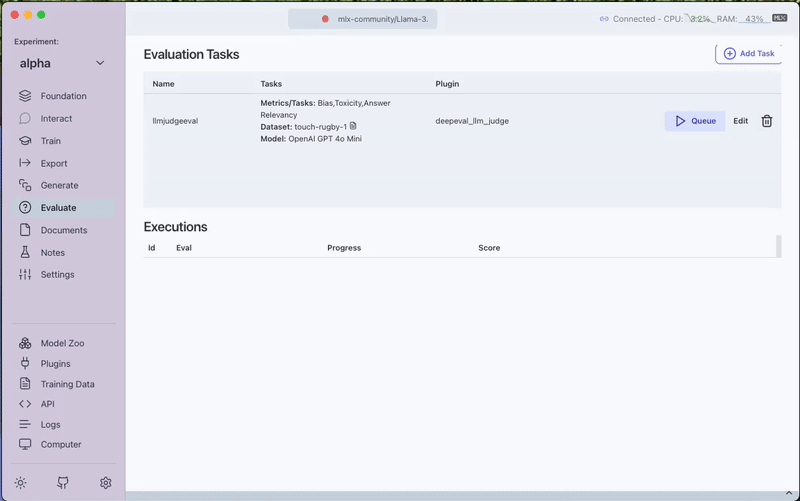 mlx-community/Llama-3.
Connected - CPU: 3.2% RAM: 43% MLX
Experiment:
alpha
Foundation
Interact
Train
Export
Generate
Evaluate
Documents
Notes
Settings
Model Zoo
Plugins
Training Data
API
Logs
Computer
Evaluation Tasks
Add Task
Name Tasks Plugin
Metrics/Tasks: Bias,Toxicity,Answer
Relevancy
llmjudgeeval
Dataset: touch-rugby-1
Model: OpenAI GPT 4o Mini
deepeval_llm_judge
Queue Edit
Executions
Id Eval Progress Score